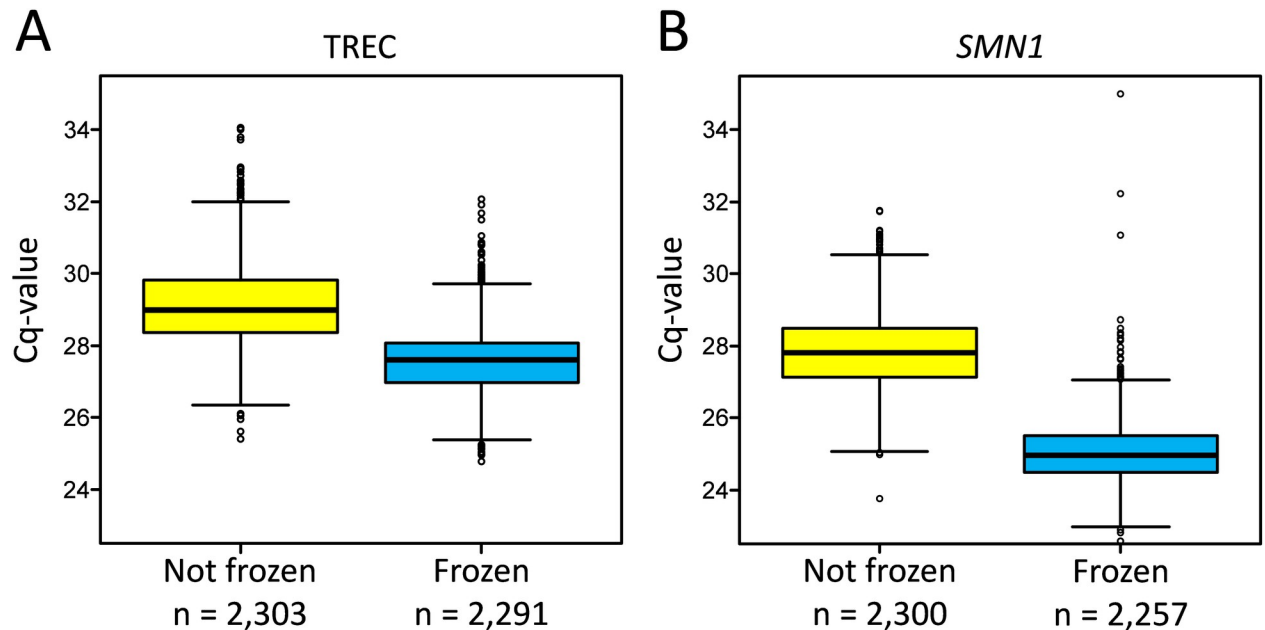 A
TREC
Cq-value
34
32
30
28
26
24
Not frozen
n = 2,303
Frozen
n = 2,291
B
SMN1
Cq-value
34
32
30
28
26
24
Not frozen
n = 2,300
Frozen
n = 2,257